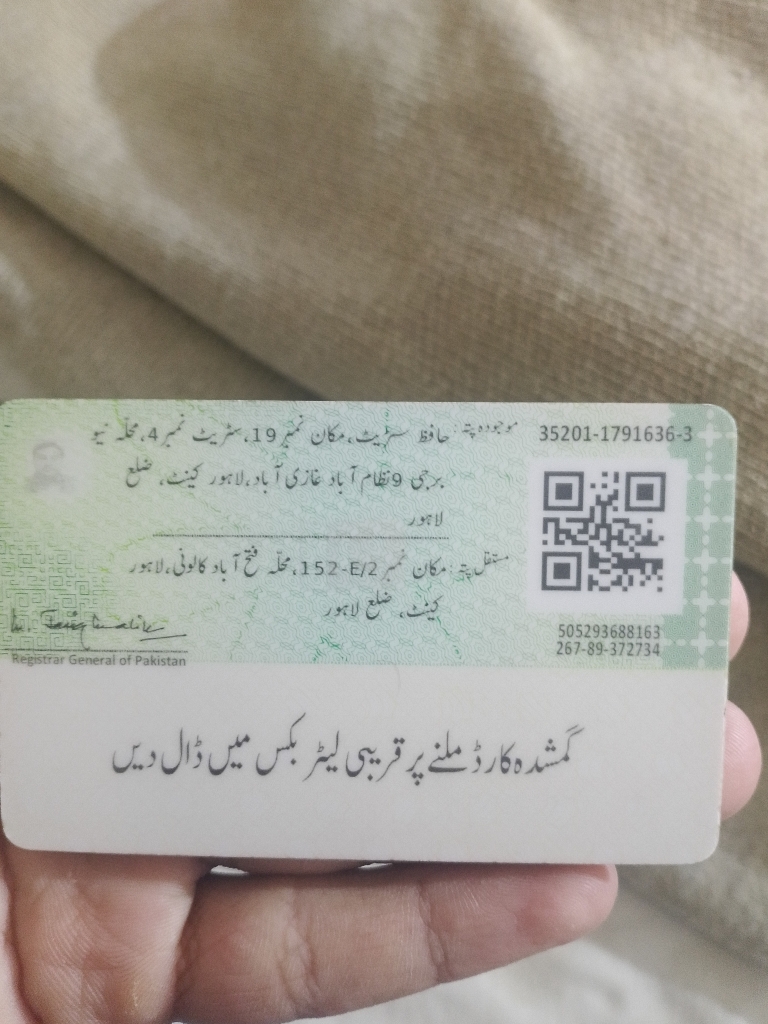 35201-1791636-3
موجودہ پتہ: حافظ سٹریٹ، مکان نمبر 19، سٹریٹ نمبر 4، محلہ نیو
برجی 9 نظام آباد غازی آباد، لاہور کینٹ، ضلع
لاہور
مستقل پتہ: مکان نمبر 152-E/2، محلہ فتح آباد کالونی، لاہور
کینٹ، ضلع لاہور
505293688163
267-89-372734
Registrar General of Pakistan
گمشدہ کارڈ ملنے پر قریبی لیٹر بکس میں ڈال دیں